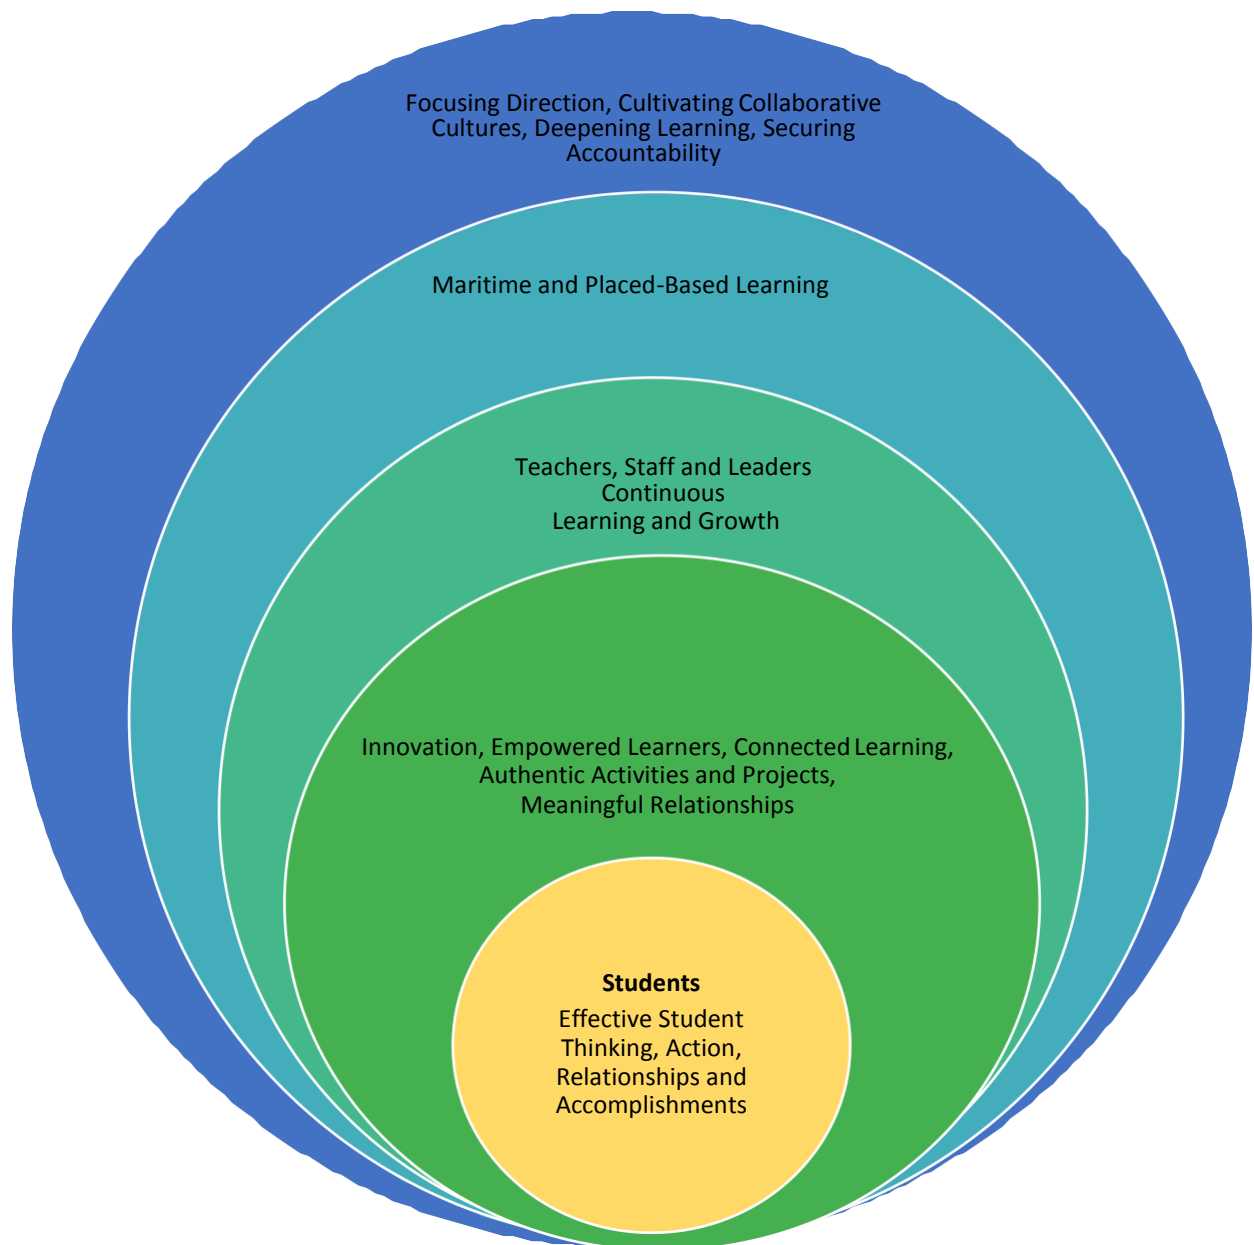 Focusing Direction, Cultivating Collaborative
Cultures, Deepening Learning, Securing
Accountability
Maritime and Placed-Based Learning
Teachers, Staff and Leaders
Continuous
Learning and Growth
Innovation, Empowered Learners, Connected Learning,
Authentic Activities and Projects,
Meaningful Relationships
Students
Effective Student
Thinking, Action,
Relationships and
Accomplishments